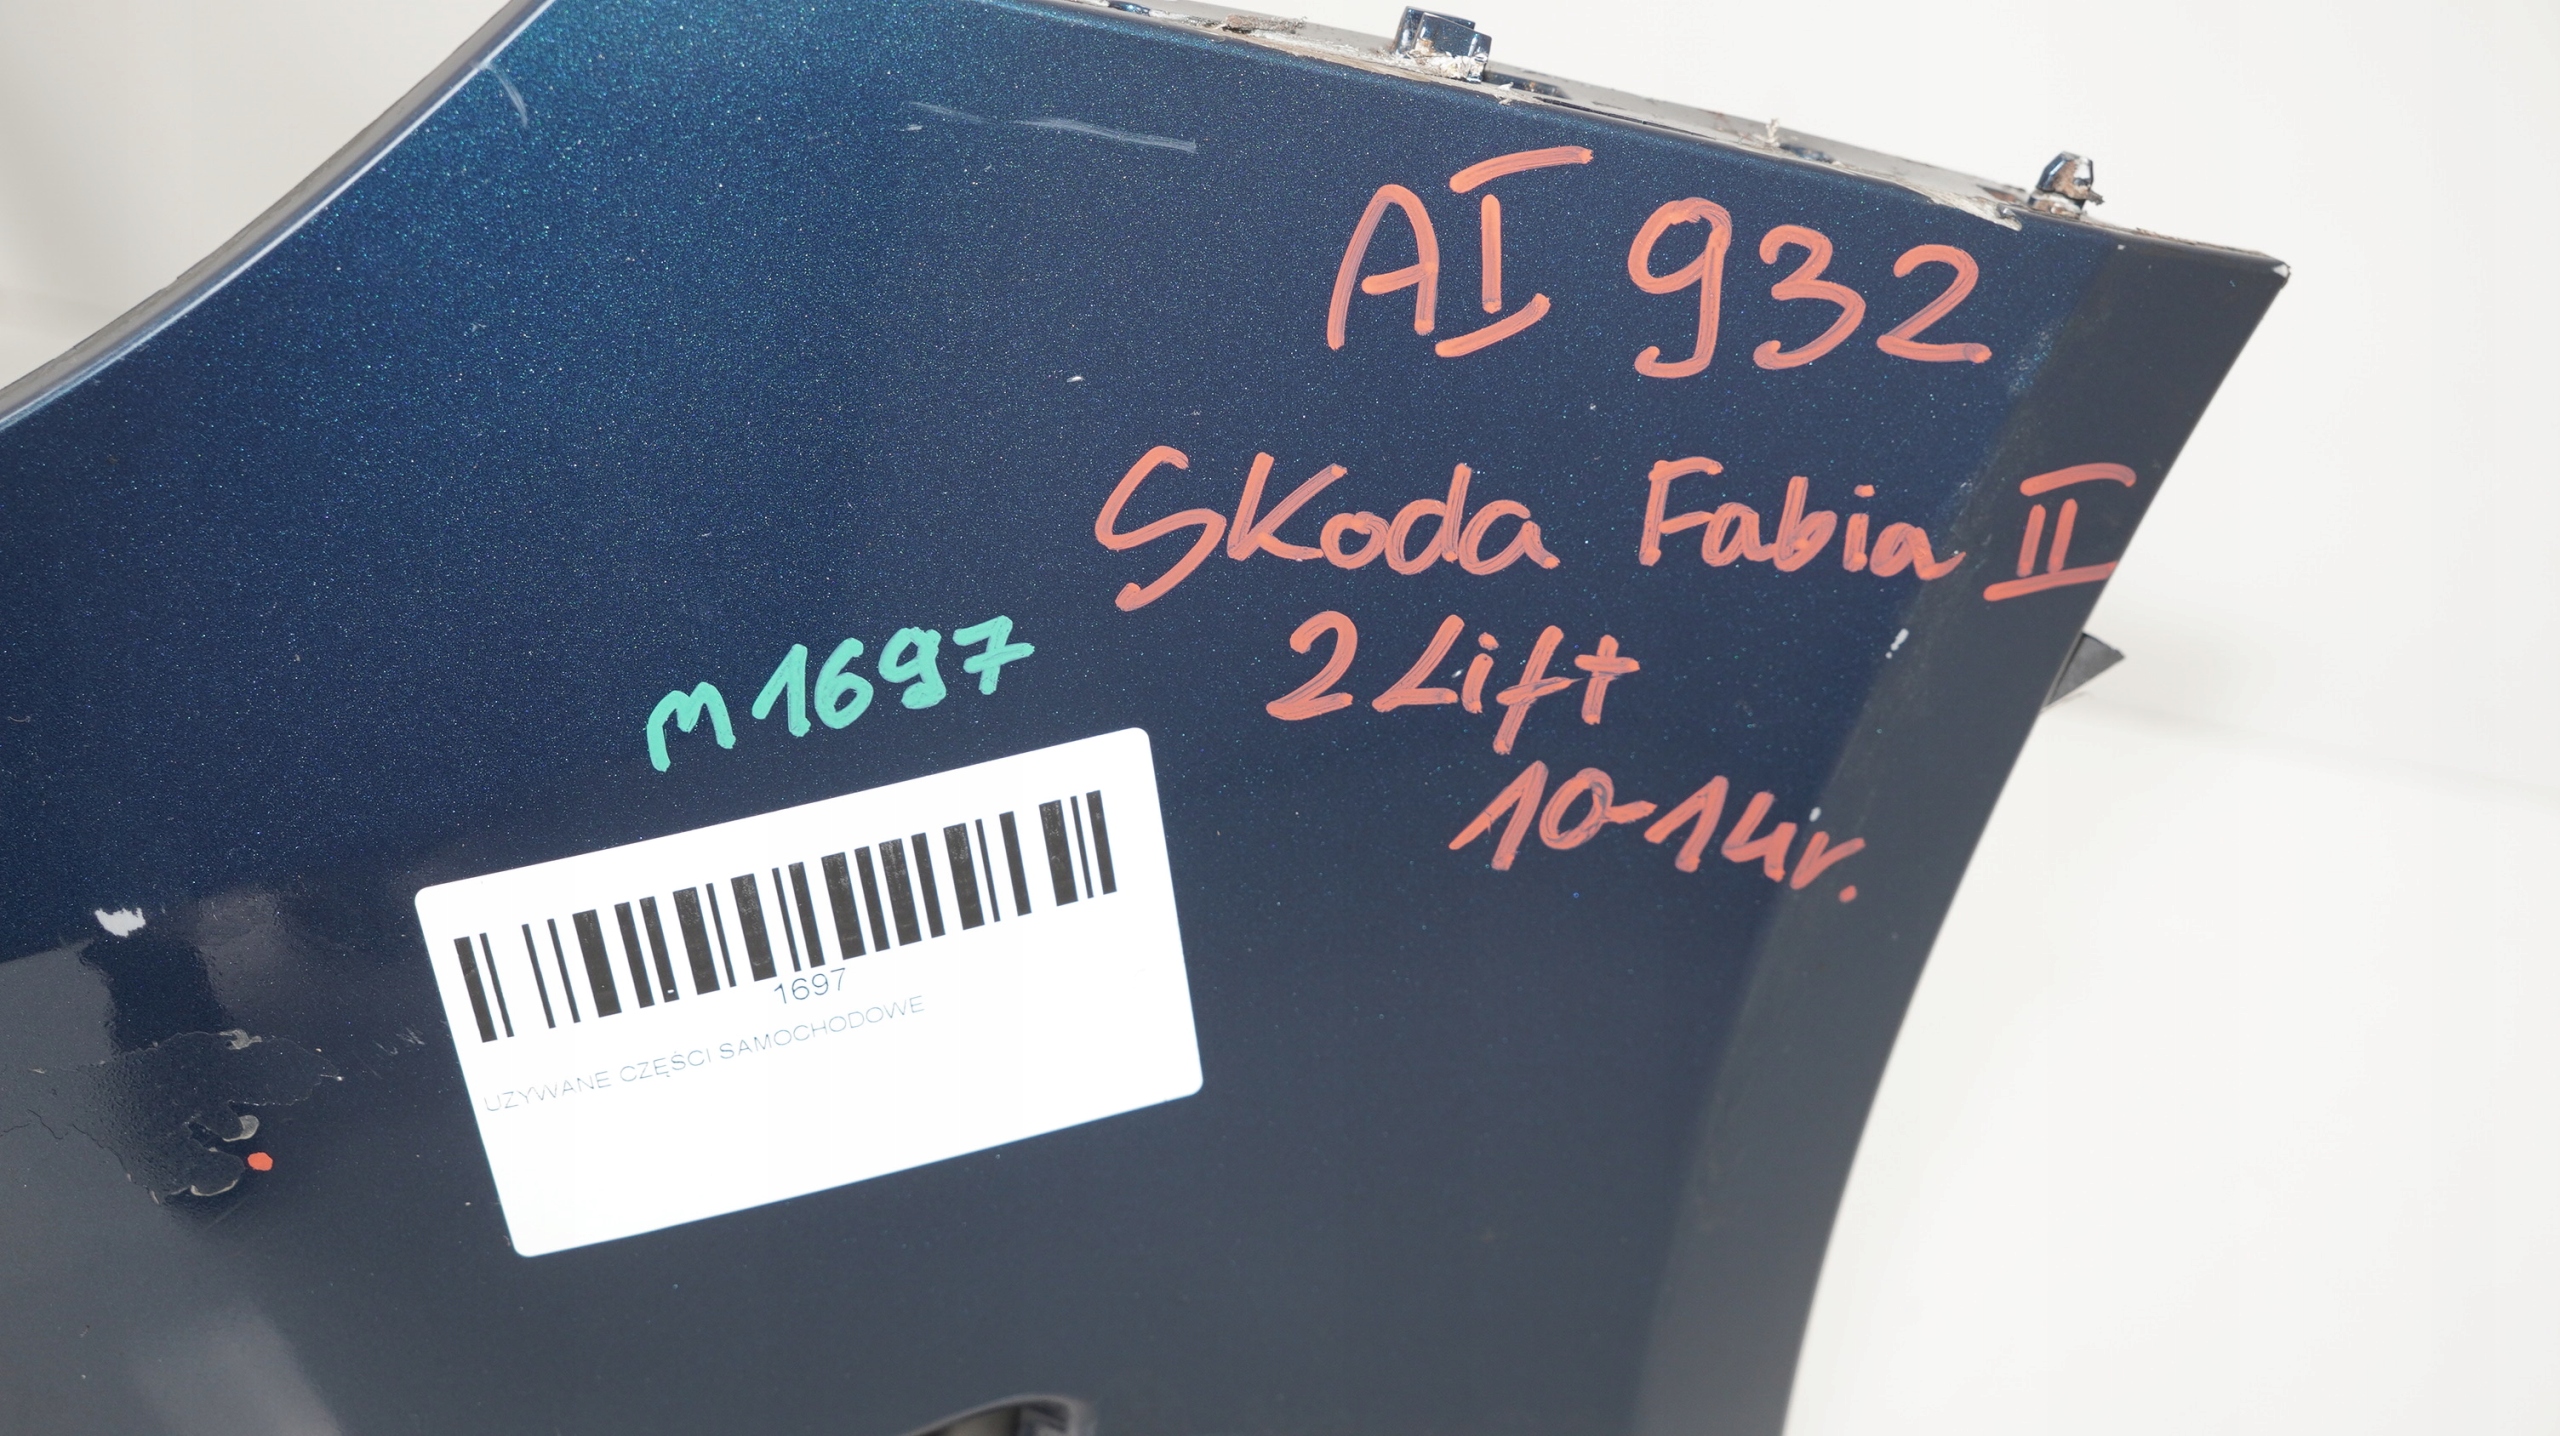 AI 932
Skoda Fabia II
2 Lift
10-14r.
M1697
1697
UZYWANE CZĘŚCI SAMOCHODOWE